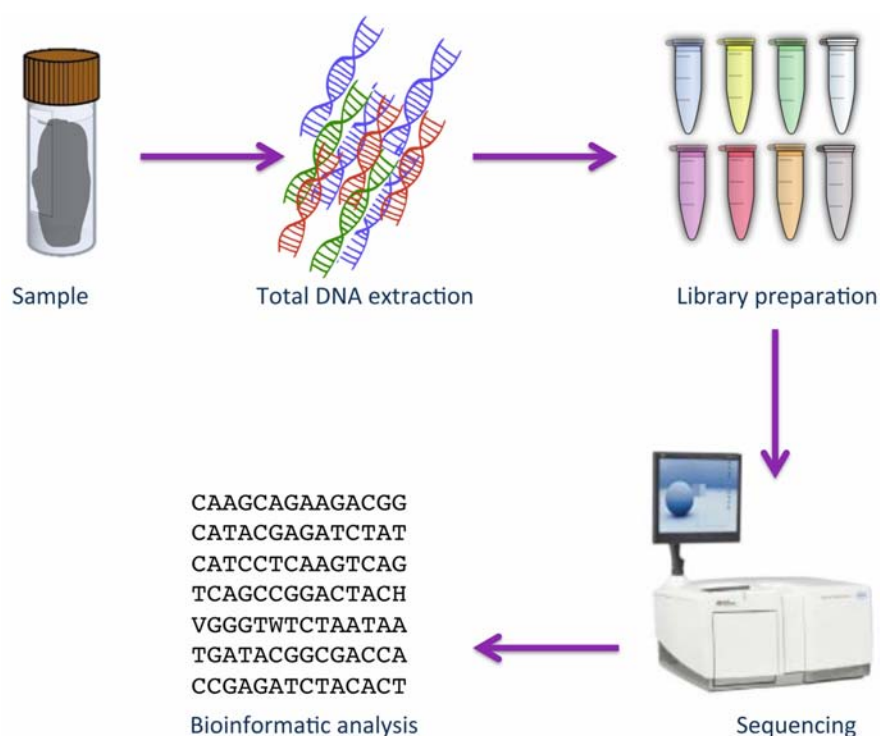 Sample
Total DNA extraction
Library preparation
CAAGCAGAAGACGG
CATACGAGATCTAT
CATCCTCAAGTCAG
TCAGCCGGACTACH
VGGGTWTCTAATAA
TGATACGGCGACCA
CCGAGATCTACACT
Bioinformatic analysis
Sequencing